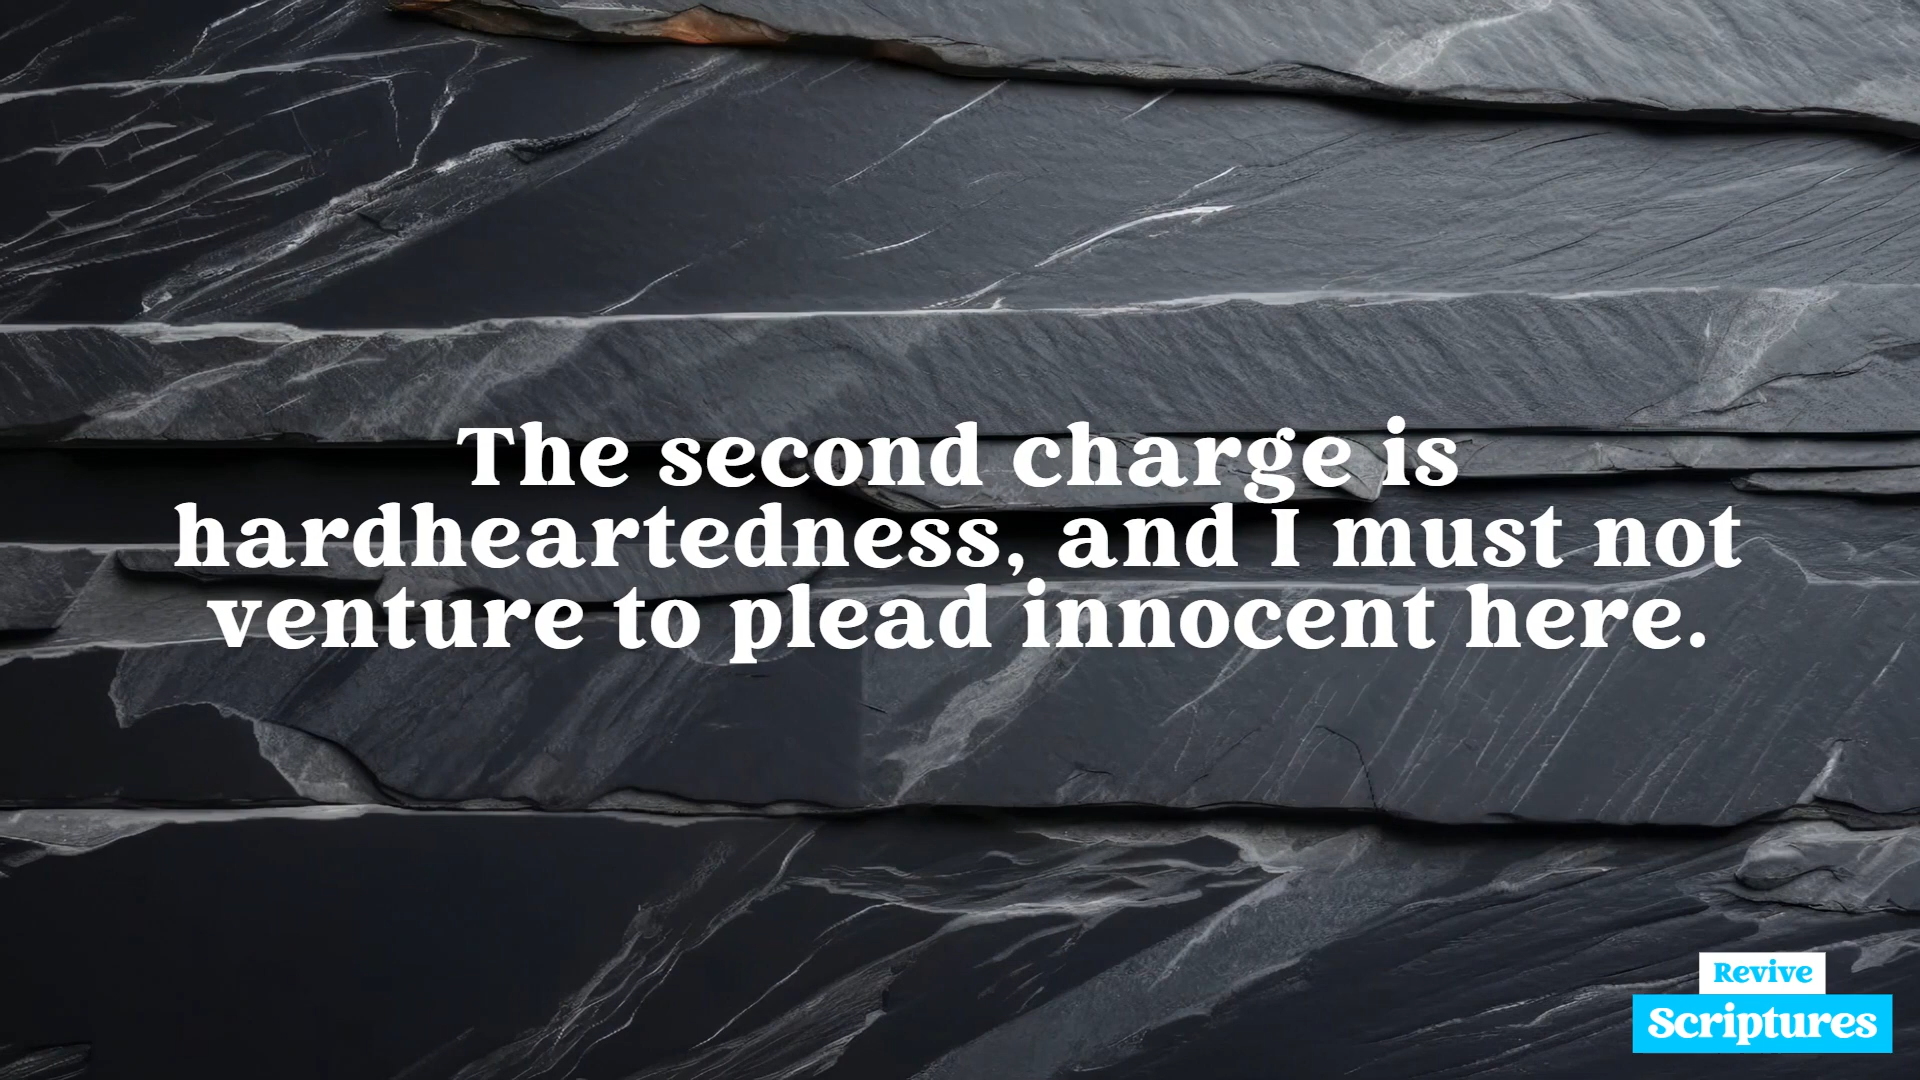 The second charge is
hardheartedness, and I must not
venture to plead innocent here.
Revive
Scriptures